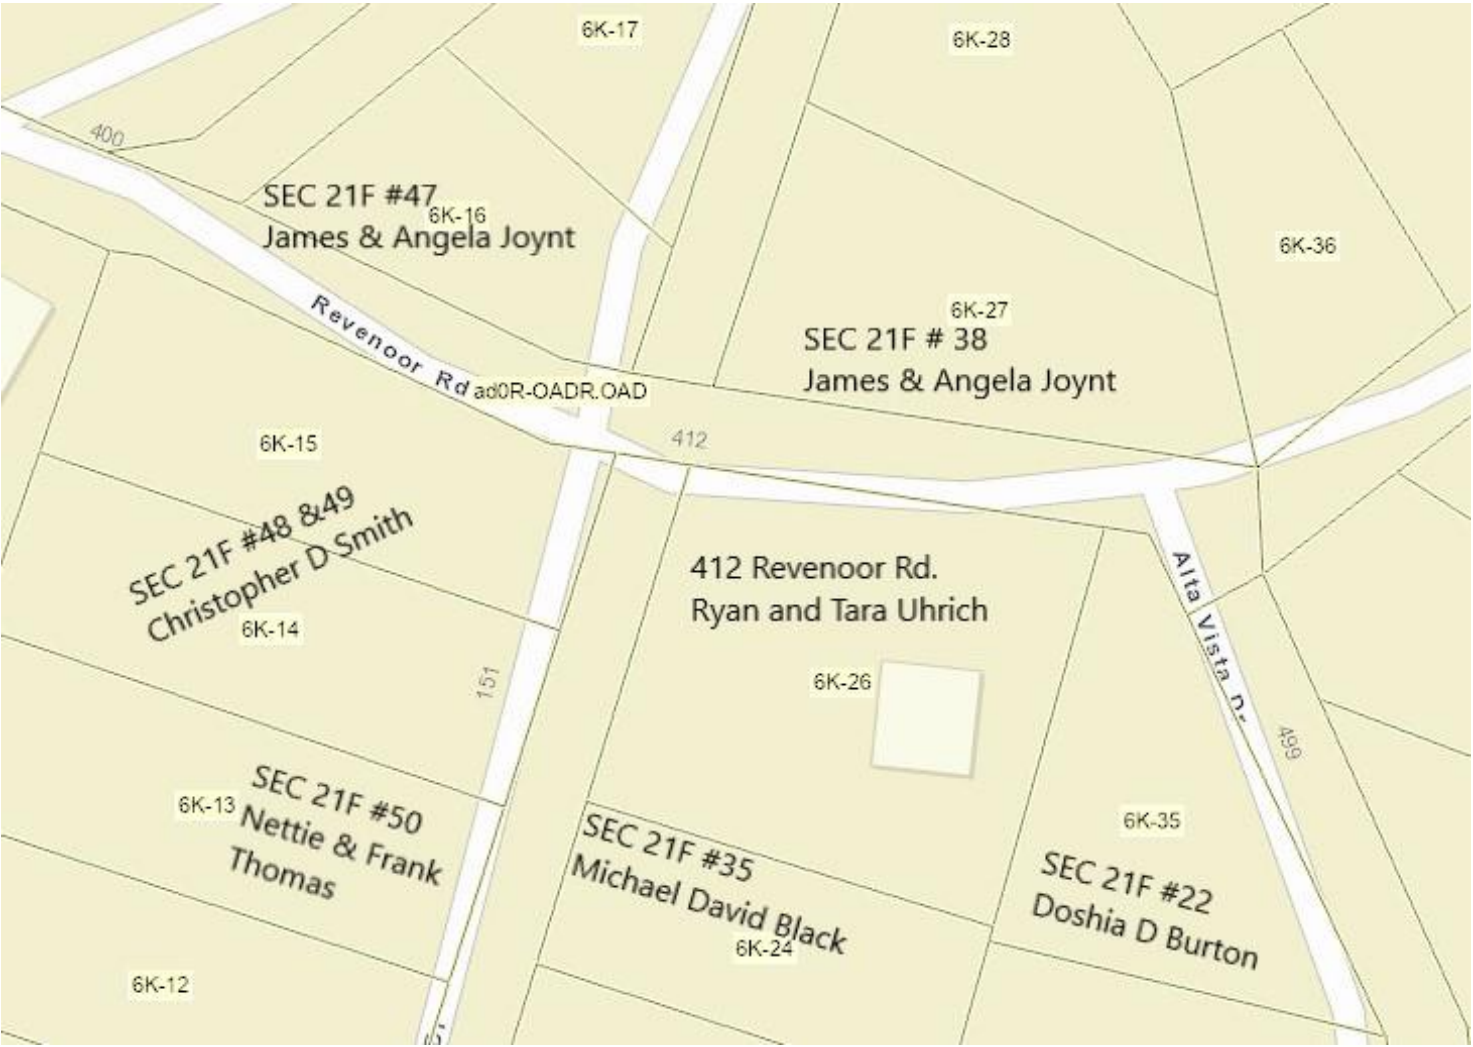 6K-17
6K-28
400
SEC 21F #47
6K-16
James & Angela Joynt
6K-36
6K-27
SEC 21F # 38
James & Angela Joynt
Revenoor Rd
ad0R-OADR.OAD
412
6K-15
SEC 21F #48 &49
Christopher D Smith
6K-14
412 Revenoor Rd.
Ryan and Tara Uhrich
6K-26
Alta Vista Dr
151
499
6K-13
SEC 21F #50
Nettie & Frank
Thomas
SEC 21F #35
Michael David Black
6K-24
6K-35
SEC 21F #22
Doshia D Burton
6K-12